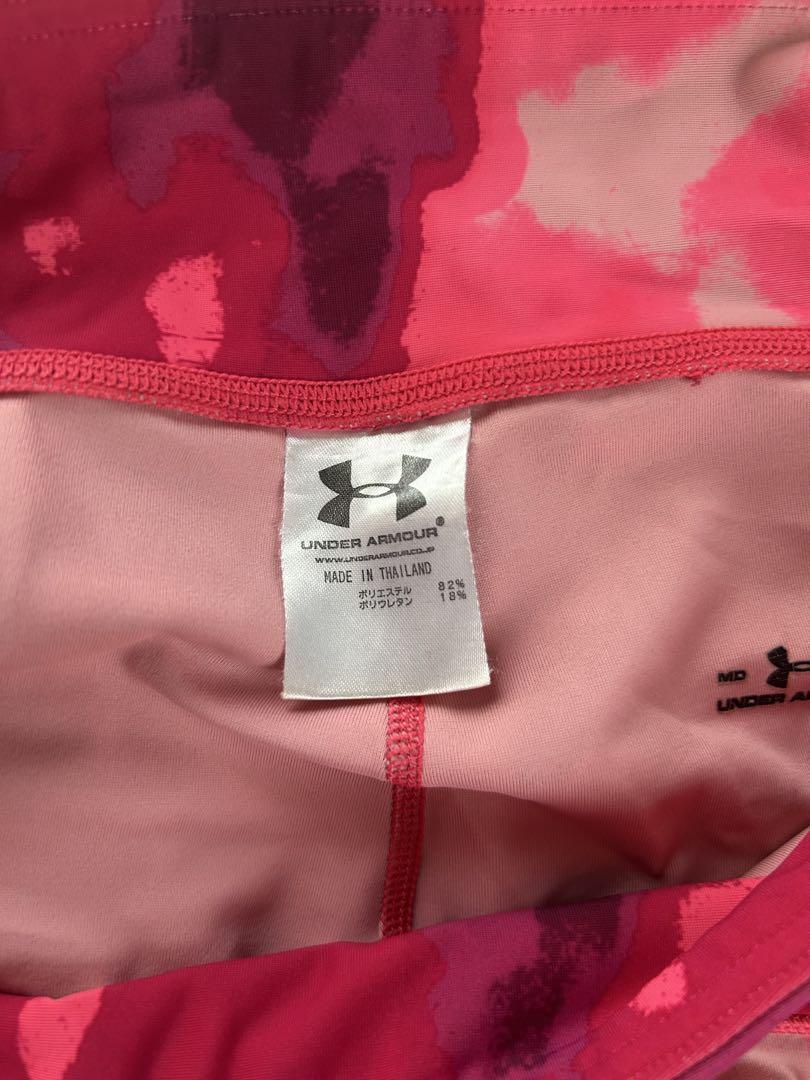 UNDER ARMOUR®
WWW.UNDERARMOUR.CO.JP
MADE IN THAILAND
ポリエステル 82%
ポリウレタン 18%
MD
UNDER